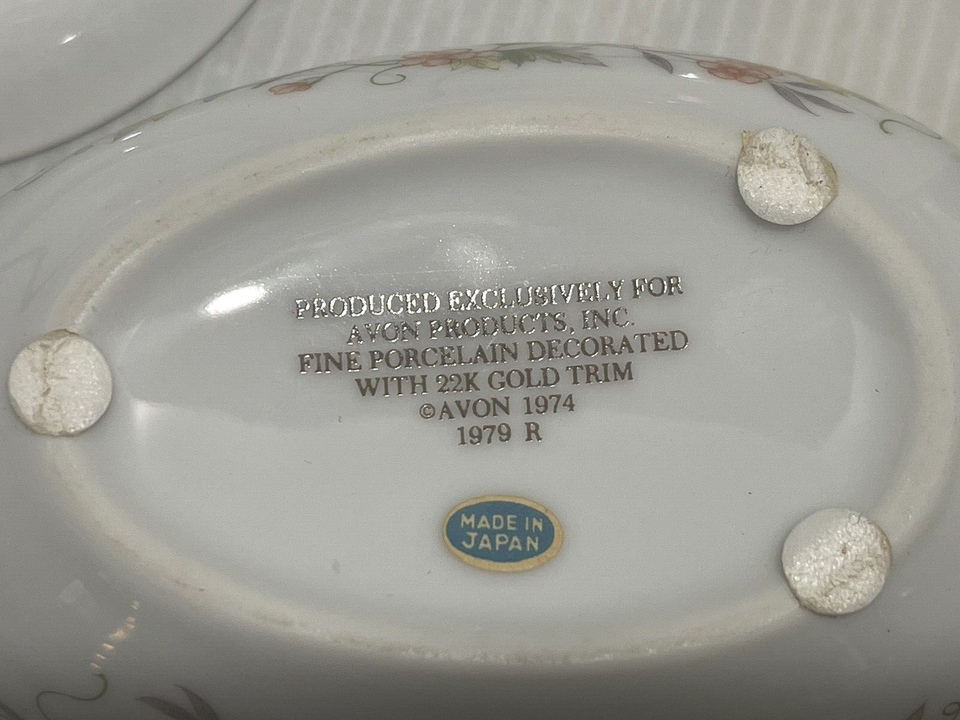 PRODUCED EXCLUSIVELY FOR
AVON PRODUCTS, INC.
FINE PORCELAIN DECORATED
WITH 22K GOLD TRIM
©AVON 1974
1979 R
MADE IN
JAPAN